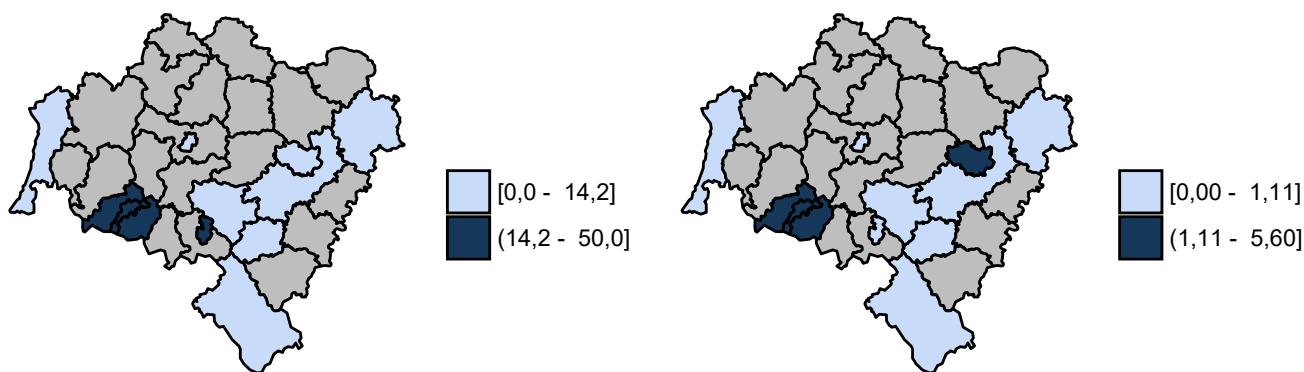 [0,0 - 14,2]
(14,2 - 50,0]
[0,00 - 1,11]
(1,11 - 5,60]